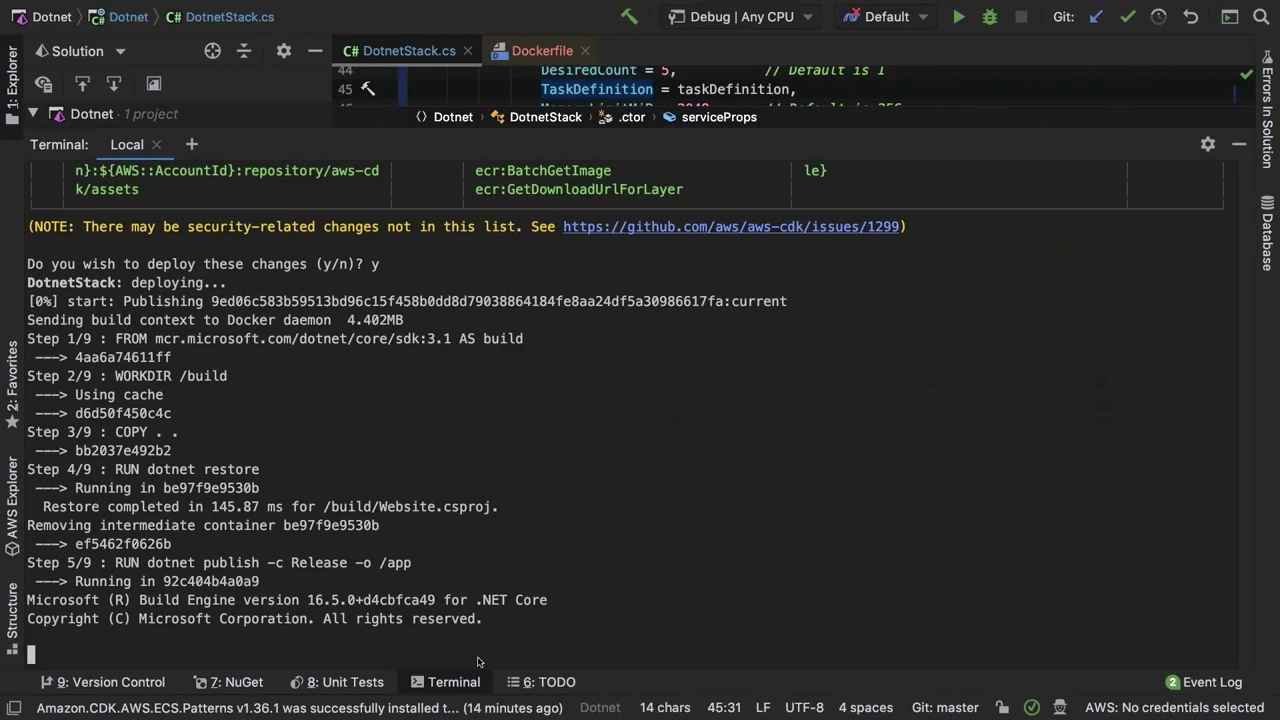 Dotnet Dotnet DotnetStack.cs Debug | Any CPU Default Git:
1: Explorer
Solution
C# DotnetStack.cs Dockerfile
44 DesiredCount = 5, // Default is 1
45 TaskDefinition = taskDefinition,
Dotnet · 1 project
Dotnet DotnetStack .ctor serviceProps
Terminal: Local
n}:${AWS::AccountId}:repository/aws-cd ecr:BatchGetImage le}
k/assets ecr:GetDownloadUrlForLayer
(NOTE: There may be security-related changes not in this list. See https://github.com/aws/aws-cdk/issues/1299)
Do you wish to deploy these changes (y/n)? y
DotnetStack: deploying...
[0%] start: Publishing 9ed06c583b59513bd96c15f458b0dd8d79038864184fe8aa24df5a30986617fa:current
Sending build context to Docker daemon 4.402MB
Step 1/9 : FROM mcr.microsoft.com/dotnet/core/sdk:3.1 AS build
---> 4aa6a74611ff
Step 2/9 : WORKDIR /build
---> Using cache
---> d6d50f450c4c
Step 3/9 : COPY . .
---> bb2037e492b2
Step 4/9 : RUN dotnet restore
---> Running in be97f9e9530b
Restore completed in 145.87 ms for /build/Website.csproj.
Removing intermediate container be97f9e9530b
---> ef5462f0626b
Step 5/9 : RUN dotnet publish -c Release -o /app
---> Running in 92c404b4a0a9
Microsoft (R) Build Engine version 16.5.0+d4cbfca49 for .NET Core
Copyright (C) Microsoft Corporation. All rights reserved.
2: Favorites
AWS Explorer
Structure
Errors In Solution
Database
9: Version Control 7: NuGet 8: Unit Tests Terminal 6: TODO 2 Event Log
Amazon.CDK.AWS.ECS.Patterns v1.36.1 was successfully installed t... (14 minutes ago) Dotnet 14 chars 45:31 LF UTF-8 4 spaces Git: master AWS: No credentials selected